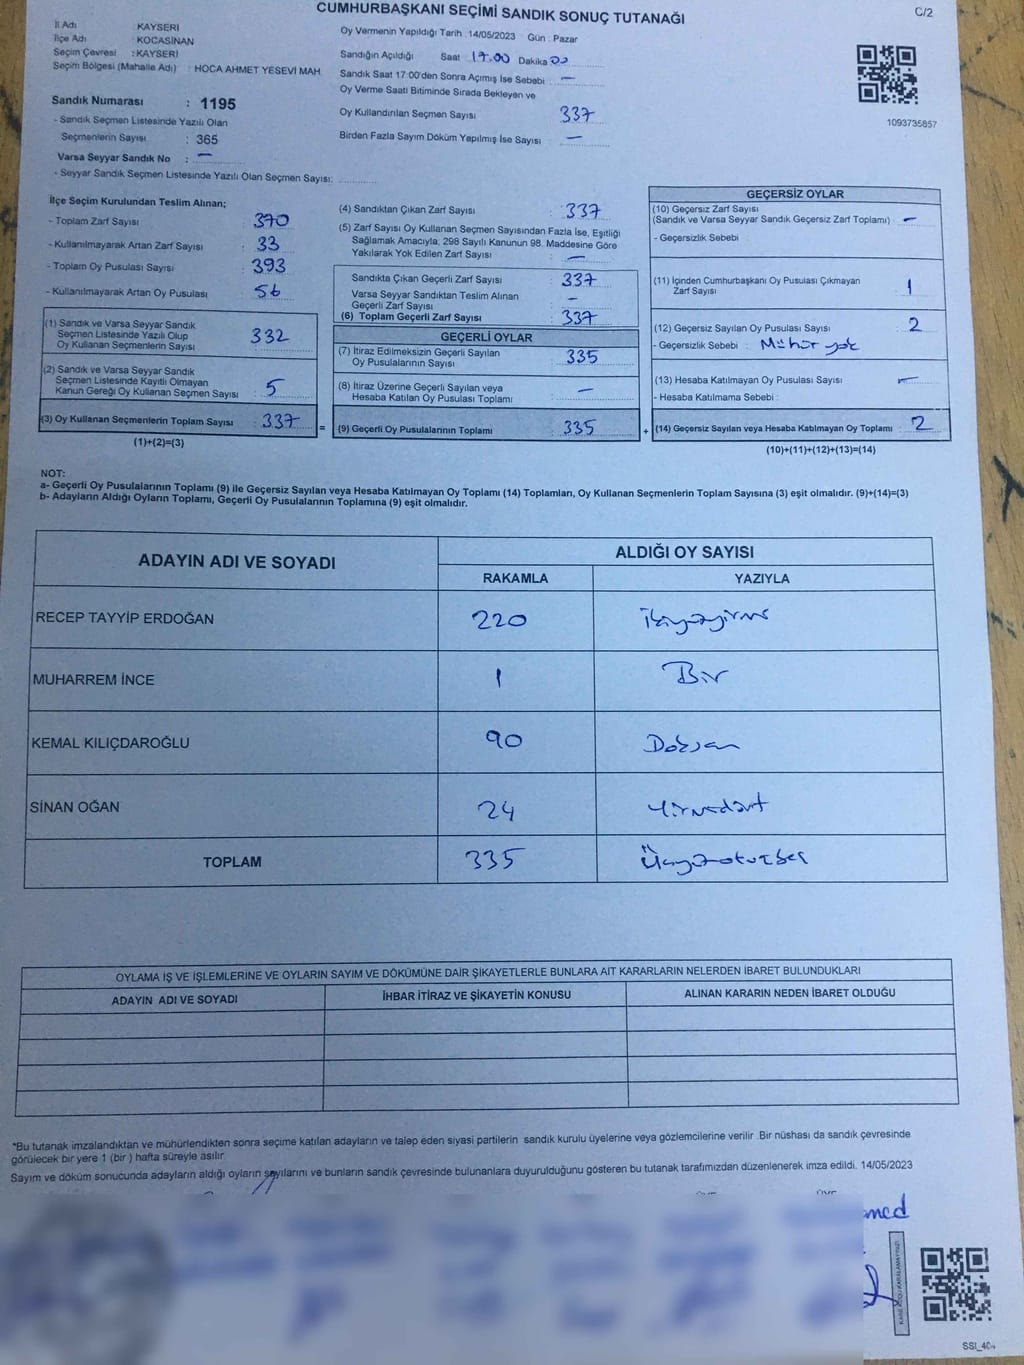 CUMHURBAŞKANI SEÇİMİ SANDIK SONUÇ TUTANAĞI
C/2
İl Adı : KAYSERİ
İlçe Adı : KOCASİNAN
Seçim Çevresi : KAYSERİ
Seçim Bölgesi (Mahalle Adı) : HOCA AHMET YESEVİ MAH
Sandık Numarası : 1195
- Sandık Seçmen Listesinde Yazılı Olan
Seçmenlerin Sayısı : 365
Varsa Seyyar Sandık No : —
- Seyyar Sandık Seçmen Listesinde Yazılı Olan Seçmen Sayısı:
Oy Vermenin Yapıldığı Tarih : 14/05/2023 Gün : Pazar
Sandığın Açıldığı Saat 17.00 Dakika 00
Sandık Saat 17:00'den Sonra Açımış İse Sebebi : —
Oy Verme Saati Bitiminde Sırada Bekleyen ve
Oy Kullandırılan Seçmen Sayısı 337
Birden Fazla Sayım Döküm Yapılmış İse Sayısı —
1093735857
İlçe Seçim Kurulundan Teslim Alınan;
- Toplam Zarf Sayısı 370
- Kullanılmayarak Artan Zarf Sayısı : 33
- Toplam Oy Pusulası Sayısı : 393
- Kullanılmayarak Artan Oy Pusulası : 56
(1) Sandık ve Varsa Seyyar Sandık
Seçmen Listesinde Yazılı Olup
Oy Kullanan Seçmenlerin Sayısı 332
(2) Sandık ve Varsa Seyyar Sandık
Seçmen Listesinde Kayıtlı Olmayan
Kanun Gereği Oy Kullanan Seçmen Sayısı : 5
(3) Oy Kullanan Seçmenlerin Toplam Sayısı : 337
(1)+(2)=(3)
(4) Sandıktan Çıkan Zarf Sayısı : 337
(5) Zarf Sayısı Oy Kullanan Seçmen Sayısından Fazla İse, Eşitliği
Sağlamak Amacıyla; 298 Sayılı Kanunun 98. Maddesine Göre
Yakılarak Yok Edilen Zarf Sayısı : —
Sandıkta Çıkan Geçerli Zarf Sayısı : 337
Varsa Seyyar Sandıktan Teslim Alınan
Geçerli Zarf Sayısı : —
(6) Toplam Geçerli Zarf Sayısı : 337
GEÇERLİ OYLAR
(7) İtiraz Edilmeksizin Geçerli Sayılan
Oy Pusulalarının Sayısı : 335
(8) İtiraz Üzerine Geçerli Sayılan veya
Hesaba Katılan Oy Pusulası Toplamı : —
= (9) Geçerli Oy Pusulalarının Toplamı : 335 +
GEÇERSİZ OYLAR
(10) Geçersiz Zarf Sayısı
(Sandık ve Varsa Seyyar Sandık Geçersiz Zarf Toplamı) : —
- Geçersizlik Sebebi :
(11) İçinden Cumhurbaşkanı Oy Pusulası Çıkmayan
Zarf Sayısı : 1
(12) Geçersiz Sayılan Oy Pusulası Sayısı : 2
- Geçersizlik Sebebi : Mühür yok
(13) Hesaba Katılmayan Oy Pusulası Sayısı : —
- Hesaba Katılmama Sebebi :
(14) Geçersiz Sayılan veya Hesaba Katılmayan Oy Toplamı : 2
(10)+(11)+(12)+(13)=(14)
NOT:
a- Geçerli Oy Pusulalarının Toplamı (9) ile Geçersiz Sayılan veya Hesaba Katılmayan Oy Toplamı (14) Toplamları, Oy Kullanan Seçmenlerin Toplam Sayısına (3) eşit olmalıdır. (9)+(14)=(3)
b- Adayların Aldığı Oyların Toplamı, Geçerli Oy Pusulalarının Toplamına (9) eşit olmalıdır.
ADAYIN ADI VE SOYADI
ALDIĞI OY SAYISI
RAKAMLA YAZIYLA
RECEP TAYYİP ERDOĞAN 220 ikiyüzyirmi
MUHARREM İNCE 1 Bir
KEMAL KILIÇDAROĞLU 90 Doksan
SİNAN OĞAN 24 Yirmidört
TOPLAM 335 Üçyüzotuzbeş
OYLAMA İŞ VE İŞLEMLERİNE VE OYLARIN SAYIM VE DÖKÜMÜNE DAİR ŞİKAYETLERLE BUNLARA AİT KARARLARIN NELERDEN İBARET BULUNDUKLARI
ADAYIN ADI VE SOYADI İHBAR İTİRAZ VE ŞİKAYETİN KONUSU ALINAN KARARIN NEDEN İBARET OLDUĞU
*Bu tutanak imzalandıktan ve mühürlendikten sonra seçime katılan adayların ve talep eden siyasi partilerin sandık kurulu üyelerine veya gözlemcilerine verilir .Bir nüshası da sandık çevresinde
görülecek bir yere 1 (bir ) hafta süreyle asılır.
Sayım ve döküm sonucunda adayların aldığı oyların sayılarını ve bunların sandık çevresinde bulunanlara duyurulduğunu gösteren bu tutanak tarafımızdan düzenlenerek imza edildi. 14/05/2023